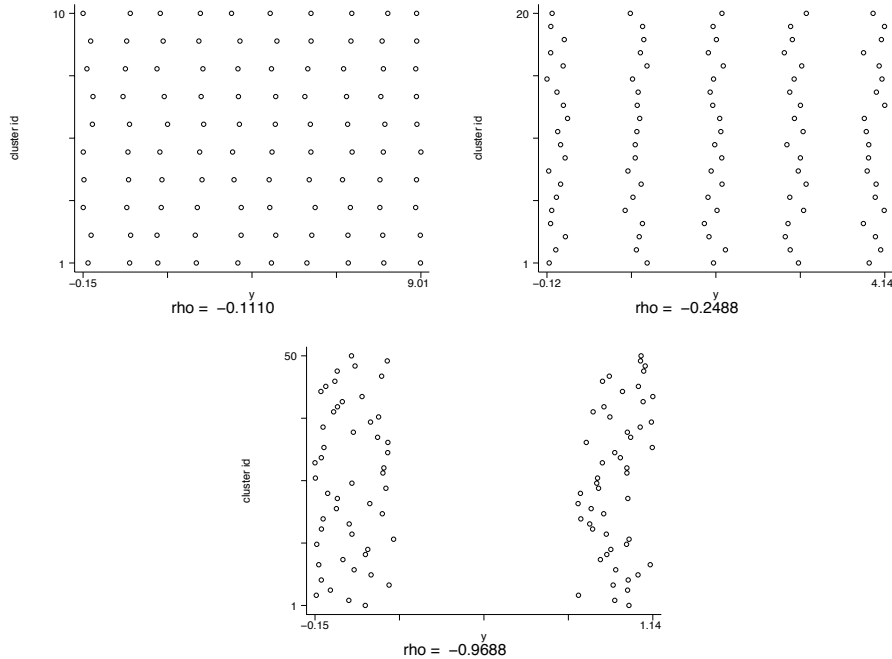 10
cluster id
1
−0.15
9.01
y
rho = −0.1110
20
cluster id
1
−0.12
4.14
y
rho = −0.2488
50
cluster id
1
−0.15
1.14
y
rho = −0.9688